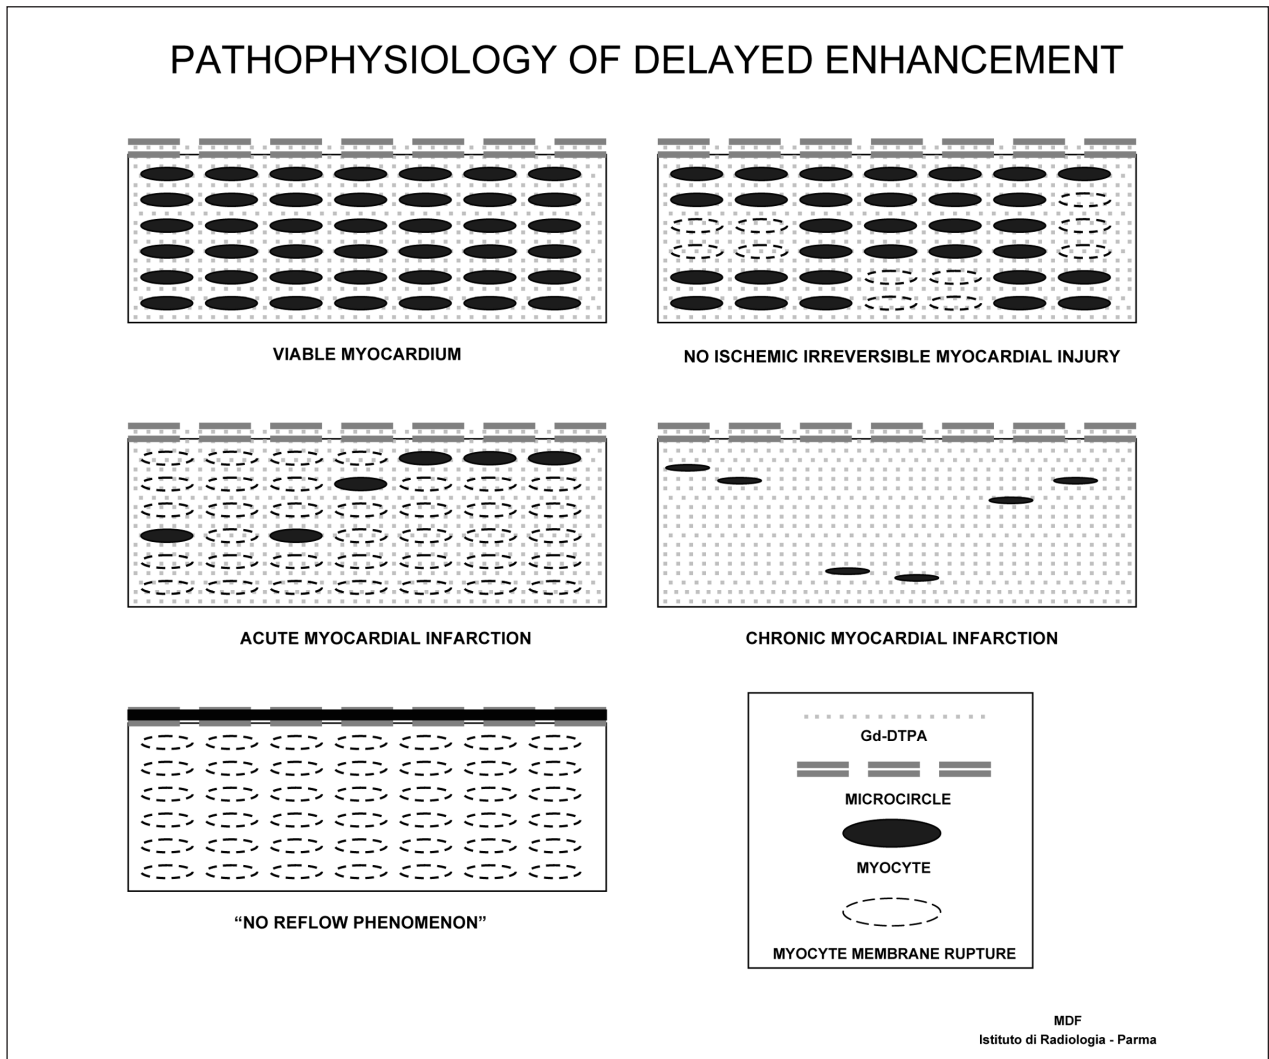 PATHOPHYSIOLOGY OF DELAYED ENHANCEMENT
VIABLE MYOCARDIUM
NO ISCHEMIC IRREVERSIBLE MYOCARDIAL INJURY
ACUTE MYOCARDIAL INFARCTION
CHRONIC MYOCARDIAL INFARCTION
“NO REFLOW PHENOMENON”
Gd-DTPA
MICROCIRCLE
MYOCYTE
MYOCYTE MEMBRANE RUPTURE
MDF
Istituto di Radiologia - Parma